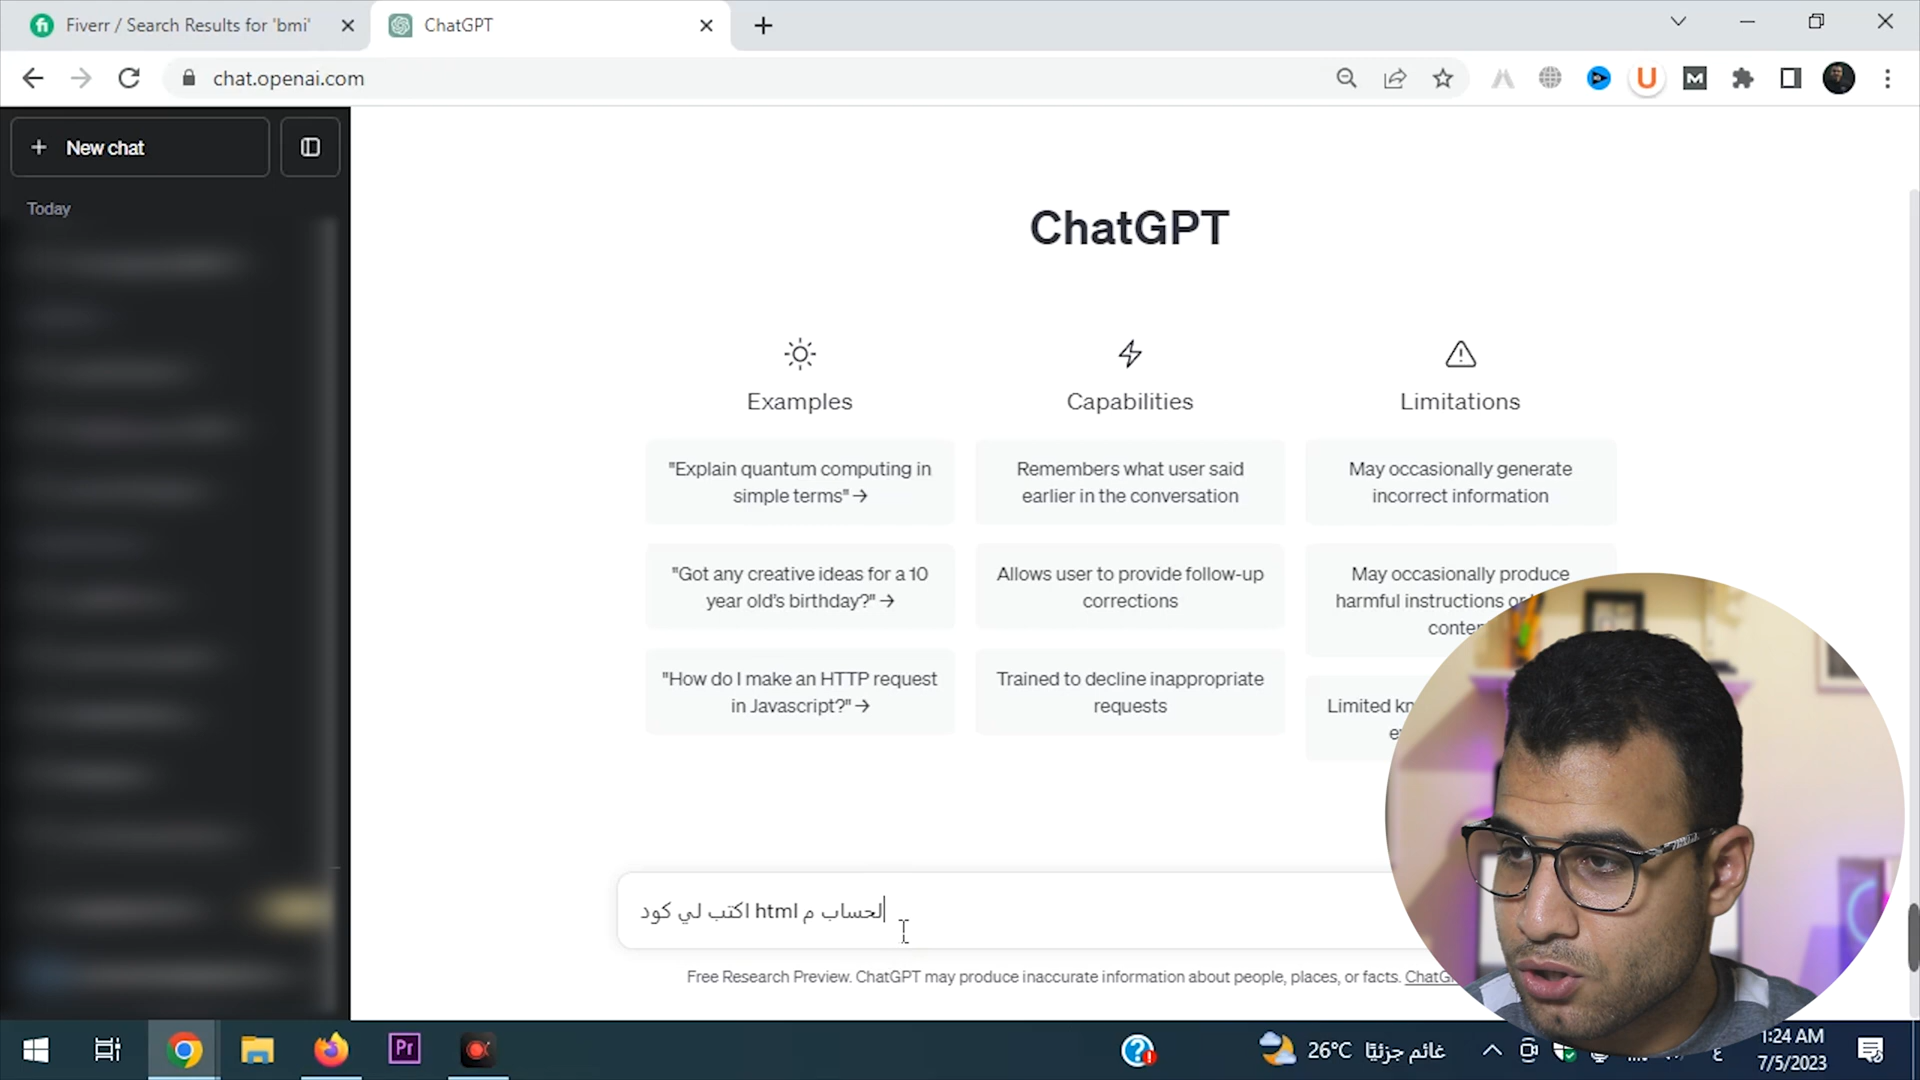 Fiverr / Search Results for 'bmi'
ChatGPT
chat.openai.com
New chat
Today
ChatGPT
Examples
Capabilities
Limitations
"Explain quantum computing in
simple terms" →
Remembers what user said
earlier in the conversation
May occasionally generate
incorrect information
"Got any creative ideas for a 10
year old's birthday?" →
Allows user to provide follow-up
corrections
May occasionally produce
harmful instructions
"How do I make an HTTP request
in Javascript?" →
Trained to decline inappropriate
requests
Limited
اكتب لي كود html لحساب م
Free Research Preview. ChatGPT may produce inaccurate information about people, places, or facts.
Pr
26°C غائم جزئيًا
ع
1:24 AM
7/5/2023